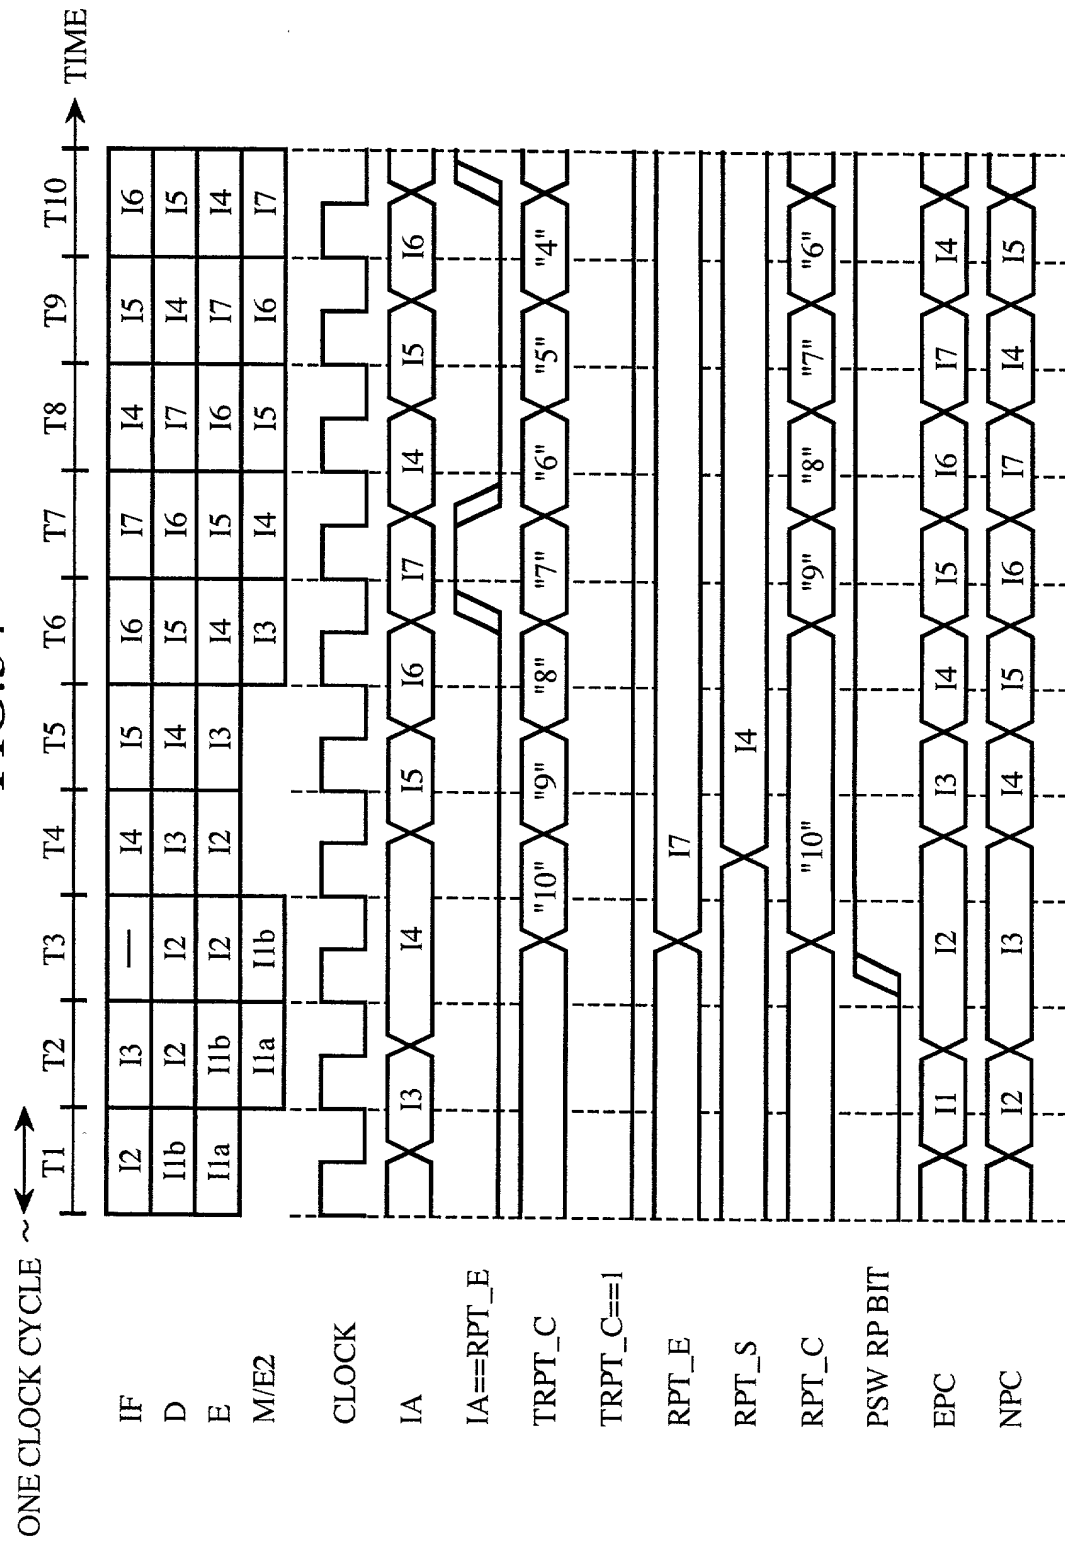 ONE CLOCK CYCLE ~
T1 T2 T3 T4 T5 T6 T7 T8 T9 T10 TIME
IF I2 I3 — I4 I5 I6 I7 I4 I5 I6
D I1b I2 I2 I3 I4 I5 I6 I7 I4 I5
E I1a I1b I2 I2 I3 I4 I5 I6 I7 I4
M/E2 I1a I1b I3 I4 I5 I6 I7
CLOCK
IA I3 I4 I5 I6 I7 I4 I5 I6
IA==RPT_E
TRPT_C "10" "9" "8" "7" "6" "5" "4"
TRPT_C==1
RPT_E I7
RPT_S I4
RPT_C "10" "9" "8" "7" "6"
PSW RP BIT
EPC I1 I2 I3 I4 I5 I6 I7 I4
NPC I2 I3 I4 I5 I6 I7 I4 I5